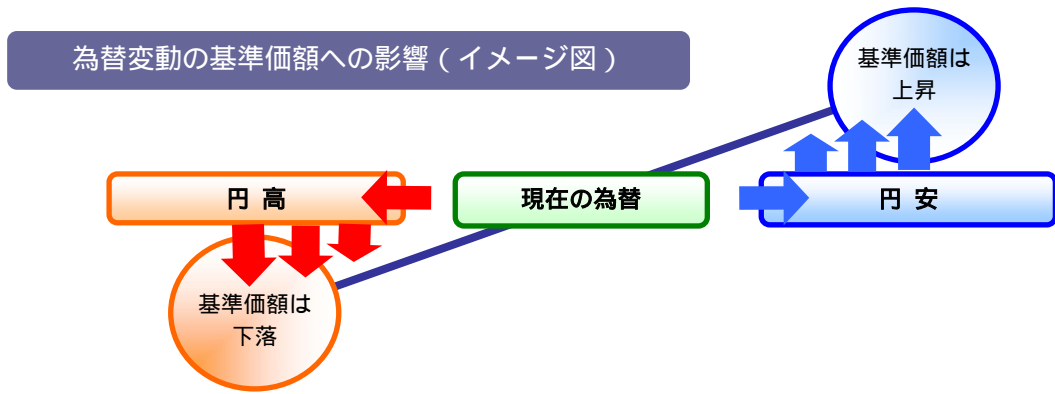 為替変動の基準価額への影響（イメージ図）
基準価額は
上昇
円 高
現在の為替
円 安
基準価額は
下落